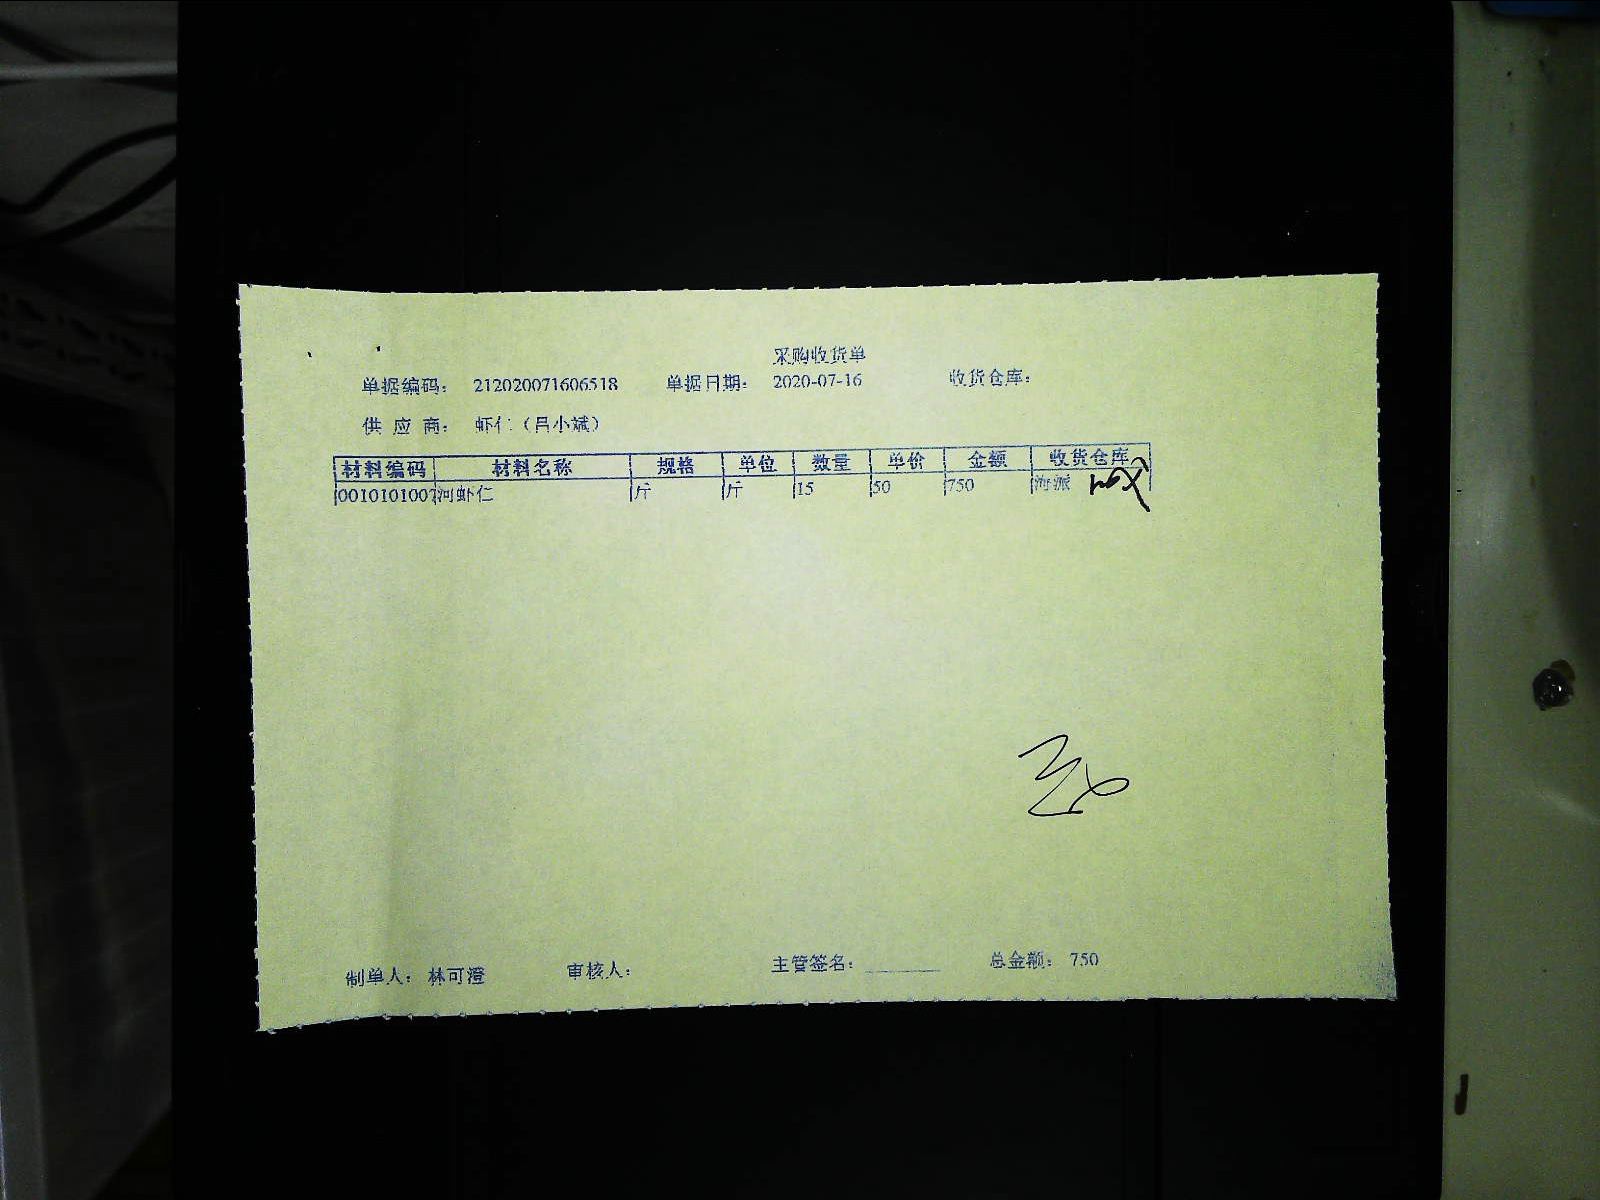 采购收货单
单据编码： 212020071606518 单据日期： 2020-07-16 收货仓库：
供 应 商： 虾仁（吕小斌）
材料编码 材料名称 规格 单位 数量 单价 金额 收货仓库
0010101007 河虾仁 斤 斤 15 50 750 海派
制单人： 林可澄 审核人： 主管签名： ________ 总金额： 750